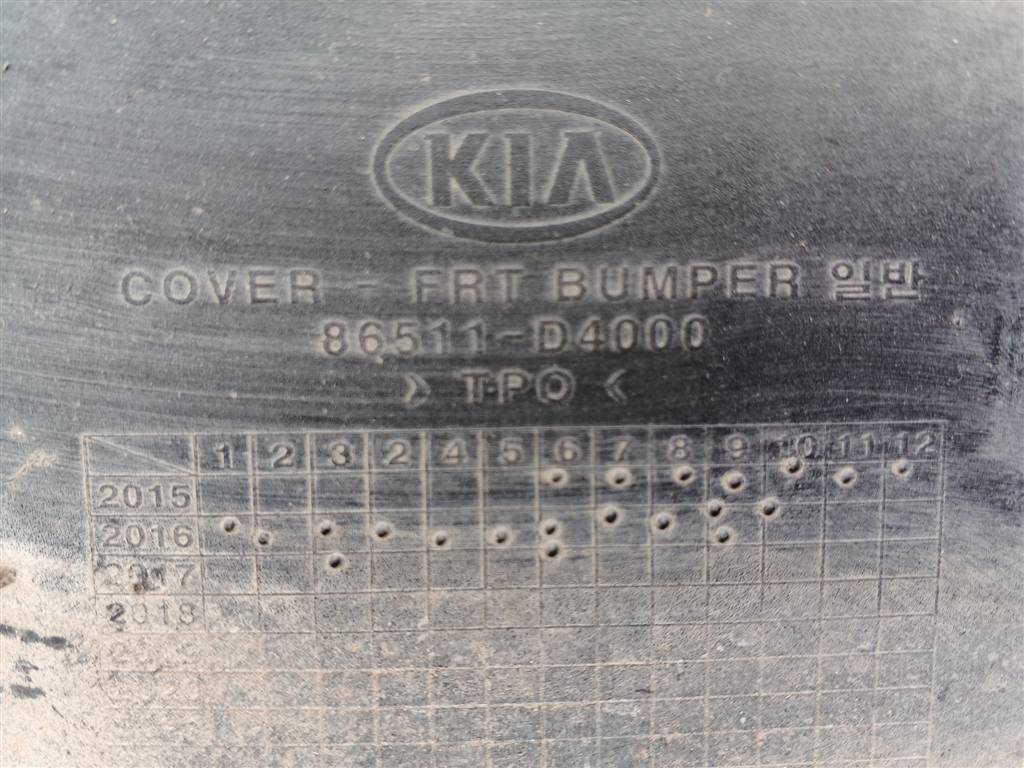 KIA
COVER - FRT BUMPER 일반
86511-D4000
> TPO <
1 2 3 2 4 5 6 7 8 9 10 11 12
2015
2016
2017
2018